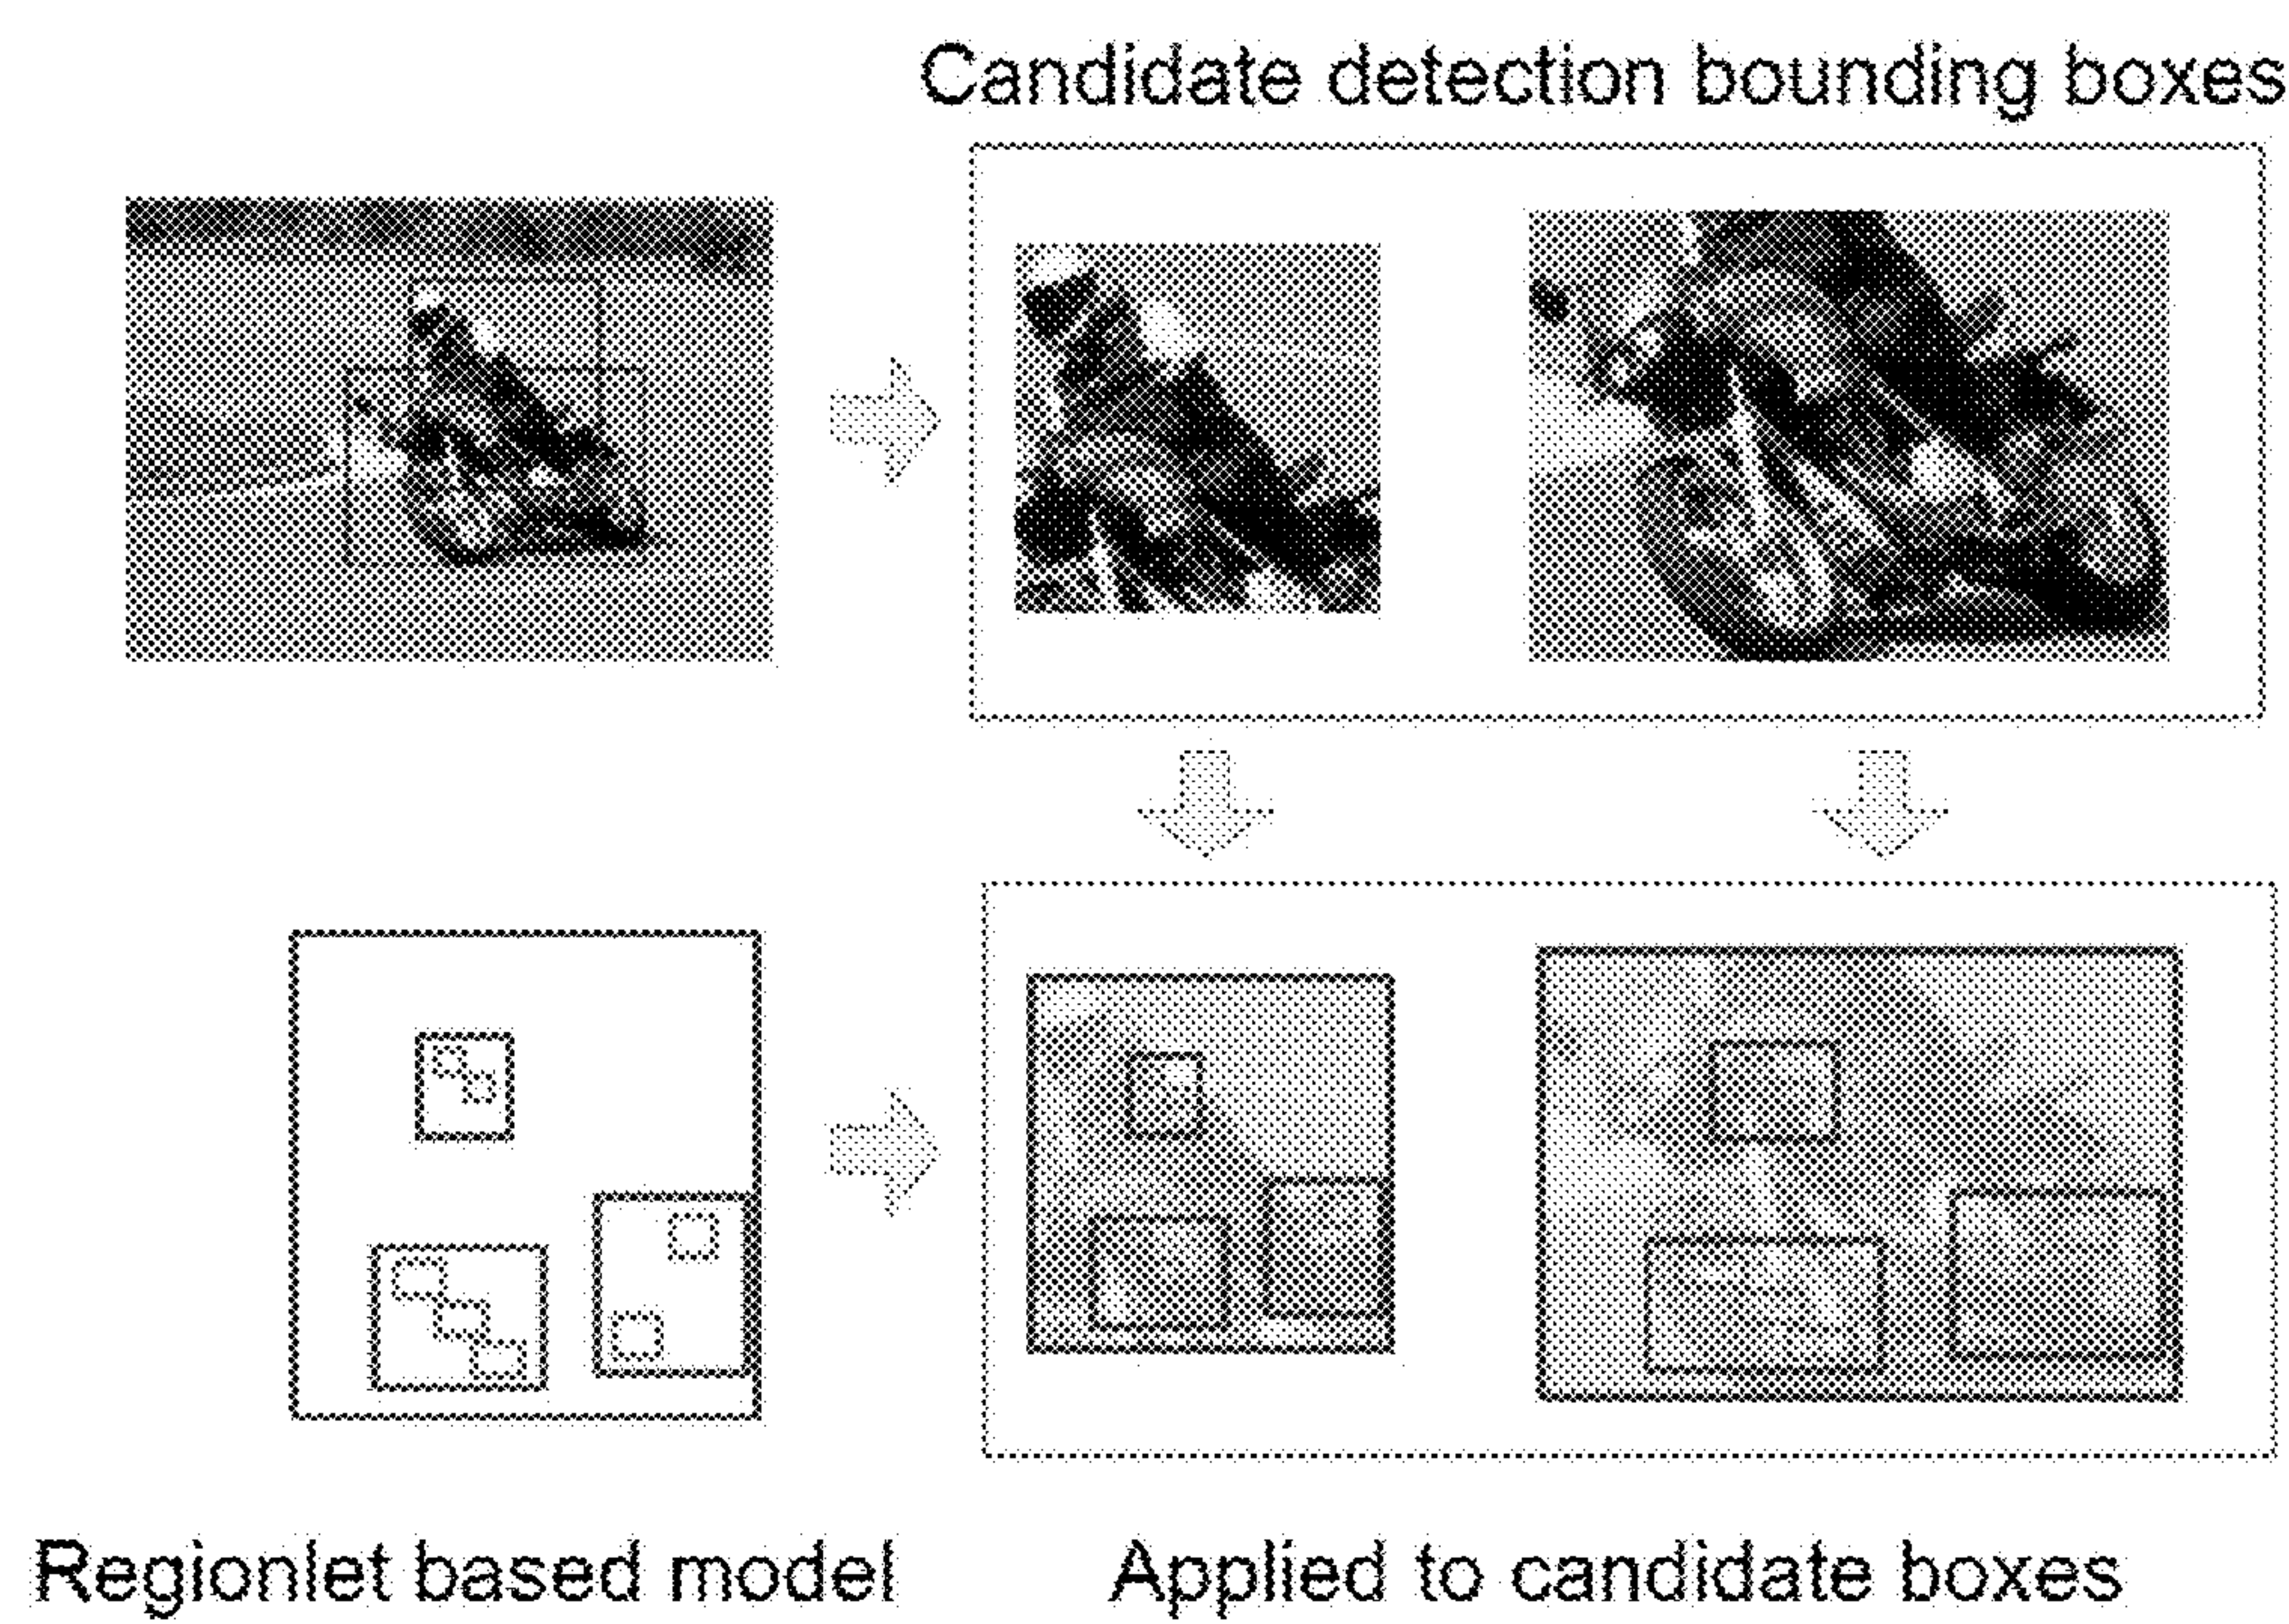 Candidate detection bounding boxes
Regionlet based model
Applied to candidate boxes